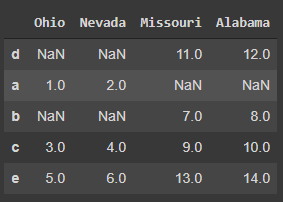 Ohio Nevada Missouri Alabama
d NaN NaN 11.0 12.0
a 1.0 2.0 NaN NaN
b NaN NaN 7.0 8.0
c 3.0 4.0 9.0 10.0
e 5.0 6.0 13.0 14.0